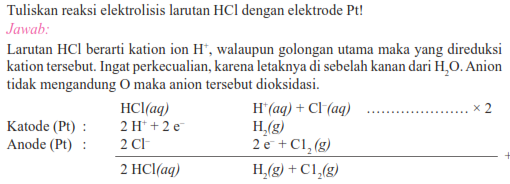 Tuliskan reaksi elektrolisis larutan HCl dengan elektrode Pt!
Jawab:
Larutan HCl berarti kation ion H⁺, walaupun golongan utama maka yang direduksi
kation tersebut. Ingat perkecualian, karena letaknya di sebelah kanan dari H₂O. Anion
tidak mengandung O maka anion tersebut dioksidasi.
HCl(aq) H⁺(aq) + Cl⁻(aq) .................... × 2
Katode (Pt) : 2 H⁺ + 2 e⁻ H₂(g)
Anode (Pt) : 2 Cl⁻ 2 e⁻ + C1₂ (g)
+
2 HCl(aq) H₂(g) + C1₂(g)